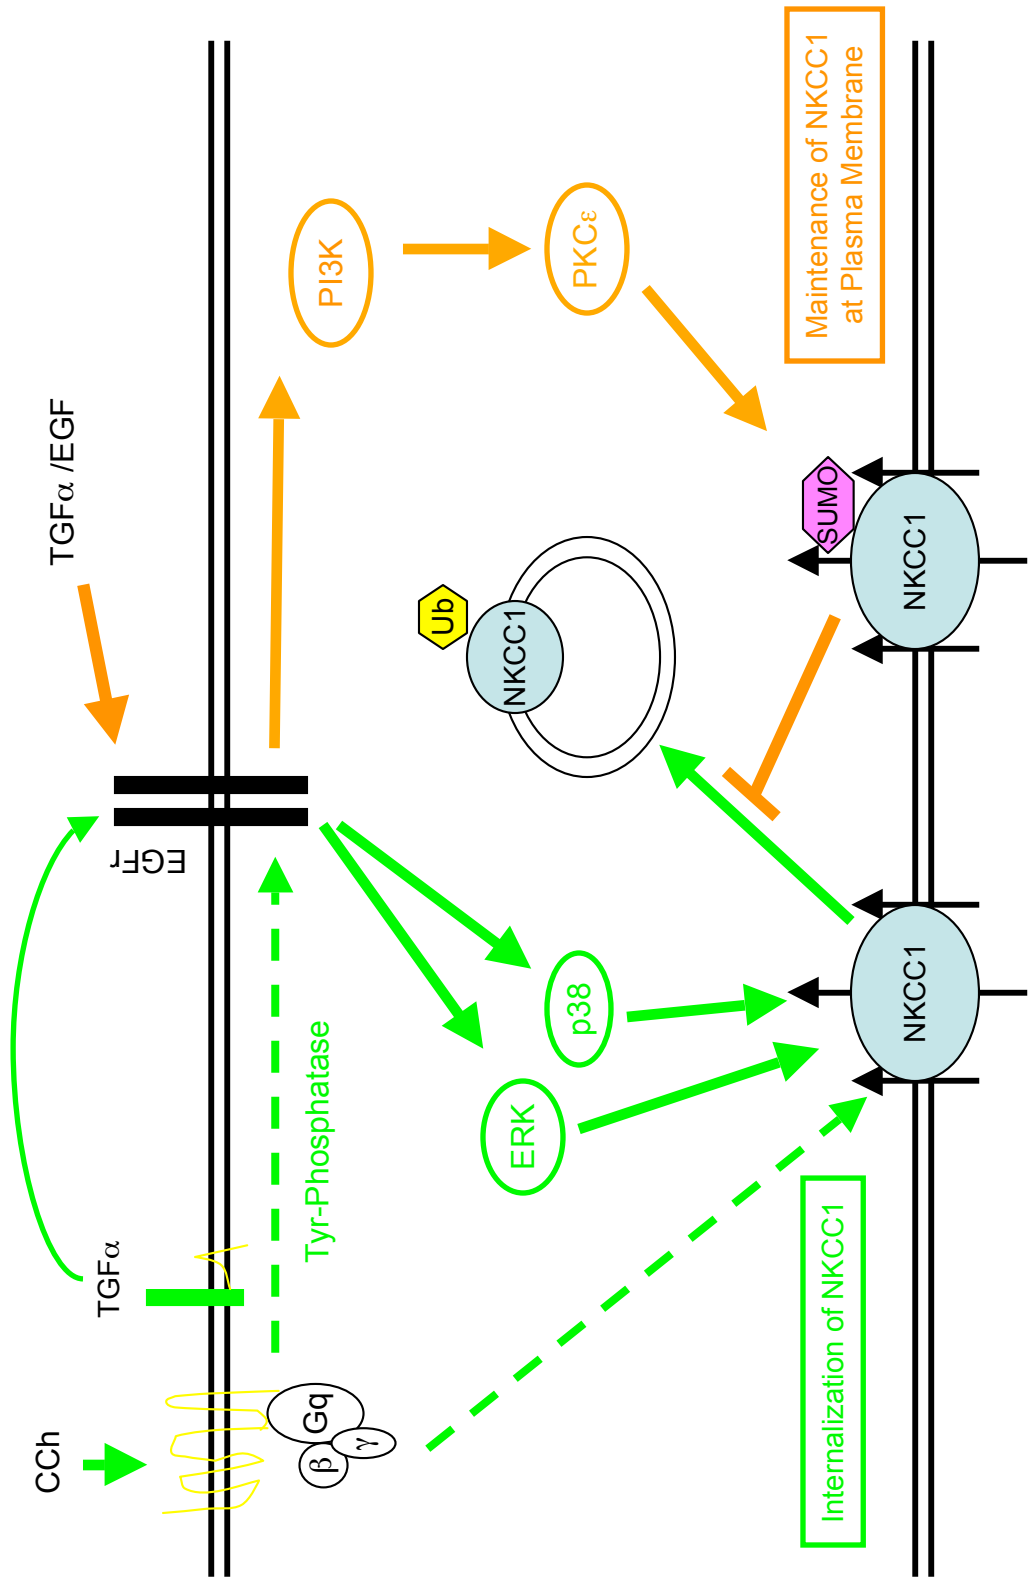 CCh
TGFα
TGFα /EGF
EGFr
Gq
β
γ
Tyr-Phosphatase
PI3K
ERK
p38
PKCε
Ub
NKCC1
SUMO
NKCC1
NKCC1
Internalization of NKCC1
Maintenance of NKCC1
at Plasma Membrane